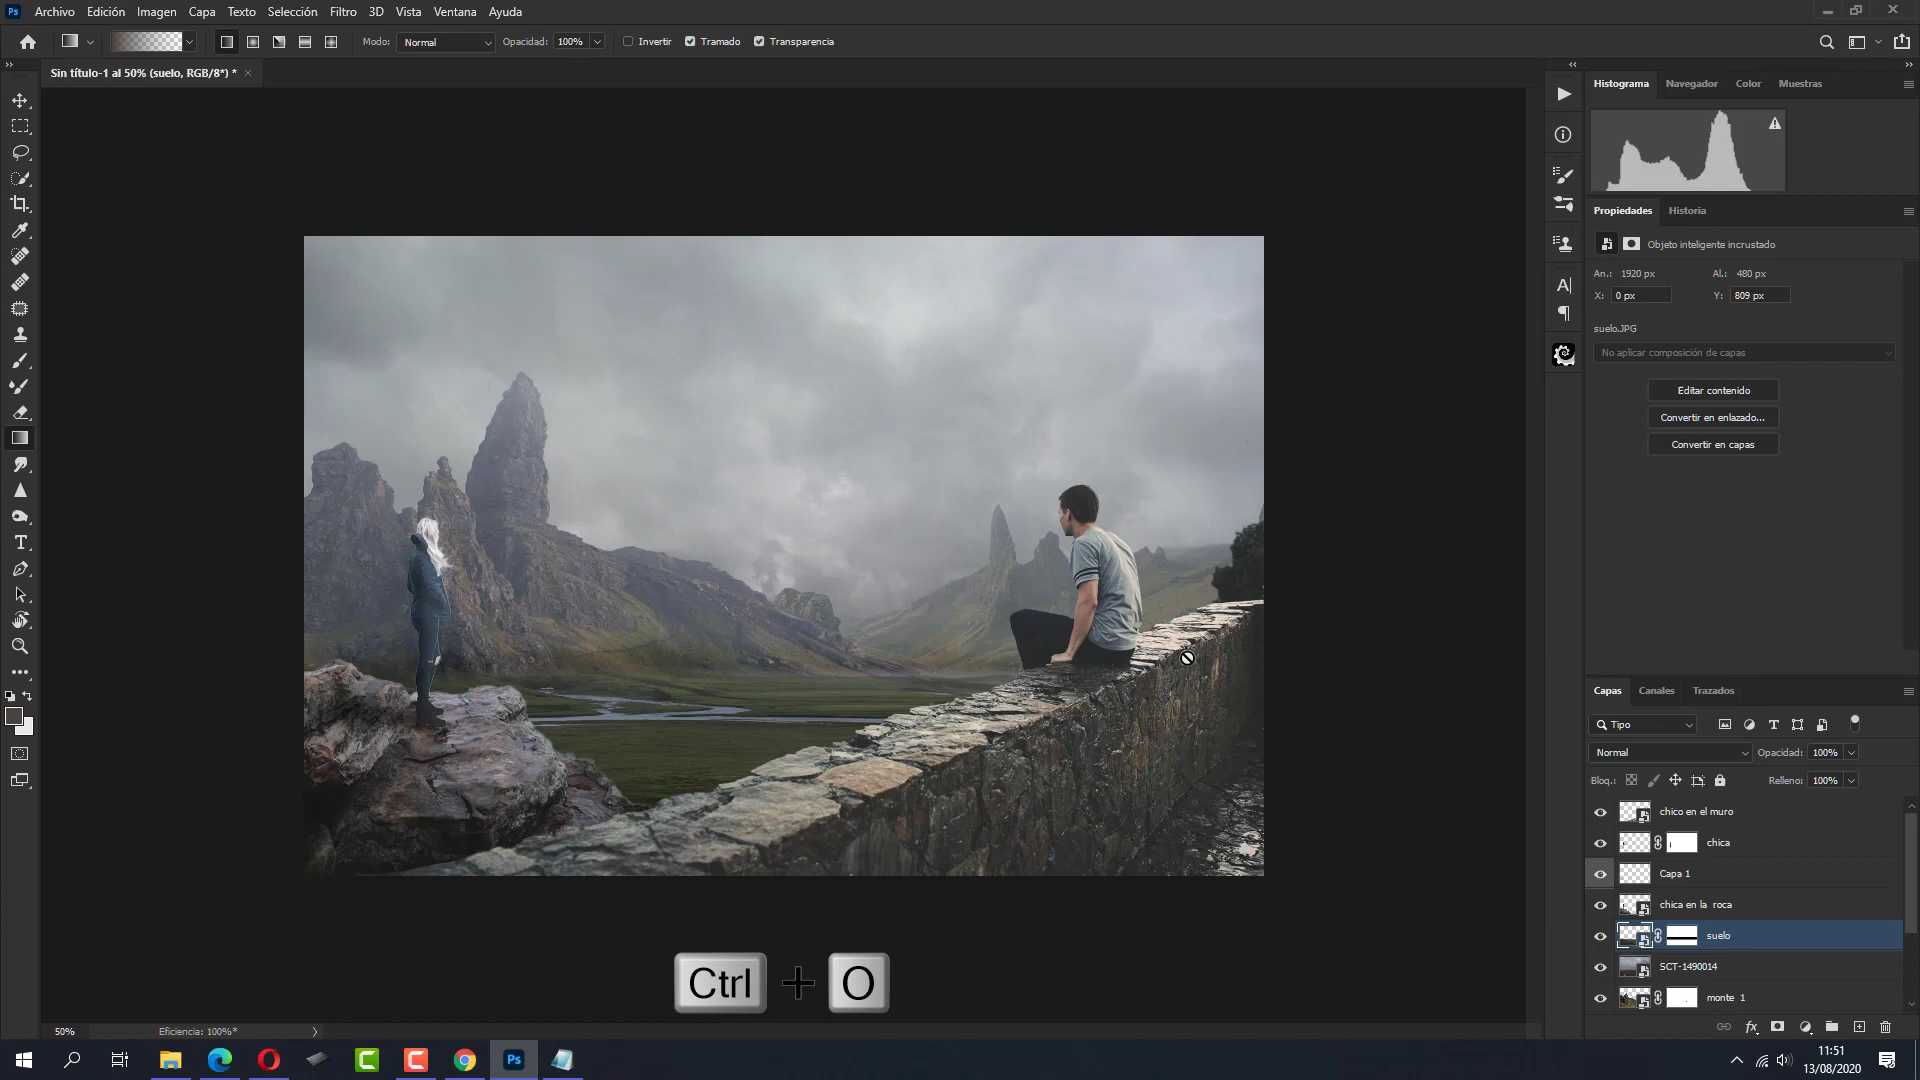 Ps Archivo Edición Imagen Capa Texto Selección Filtro 3D Vista Ventana Ayuda
Modo: Normal Opacidad: 100% Invertir Tramado Transparencia
Sin título-1 al 50% (suelo, RGB/8*) * ×
Histograma Navegador Color Muestras
Propiedades Historia
Objeto inteligente incrustado
An.: 1920 px Al.: 480 px
X: 0 px Y: 809 px
suelo.JPG
No aplicar composición de capas
Editar contenido
Convertir en enlazado...
Convertir en capas
Capas Canales Trazados
Tipo
Normal Opacidad: 100%
Bloq.: Relleno: 100%
chico en el muro
chica
Capa 1
chica en la roca
suelo
SCT-1490014
monte 1
Ctrl + O
50% Eficiencia: 100%*
Ps
11:51
13/08/2020